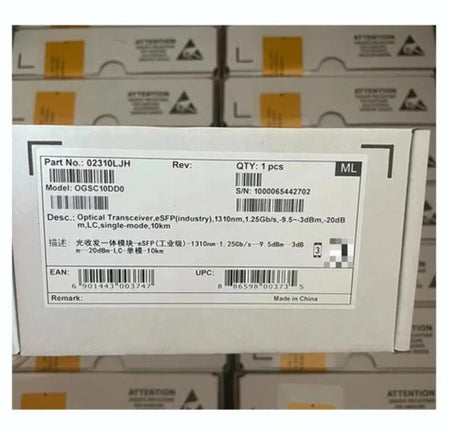 ATTENTION
ATTENTION
ATTENTION
ATTENTION
Part No.: 02310LJH
Rev:
QTY: 1 pcs
ML
Model: OGSC10DD0
S/N: 1000065442702
Desc.: Optical Transceiver,eSFP(industry),1310nm,1.25Gb/s,-9.5~-3dBm,-20dB
m,LC,single-mode,10km
描述: 光收发一体模块-eSFP(工业级)-1310nm-1.25Gb/s--9.5dBm--3dB
m--20dBm-LC-单模-10km
3
EAN:
6 901443 003747
UPC:
8 86598 00373 5
Remark:
Made in China
ATTENTION
ATTENTION